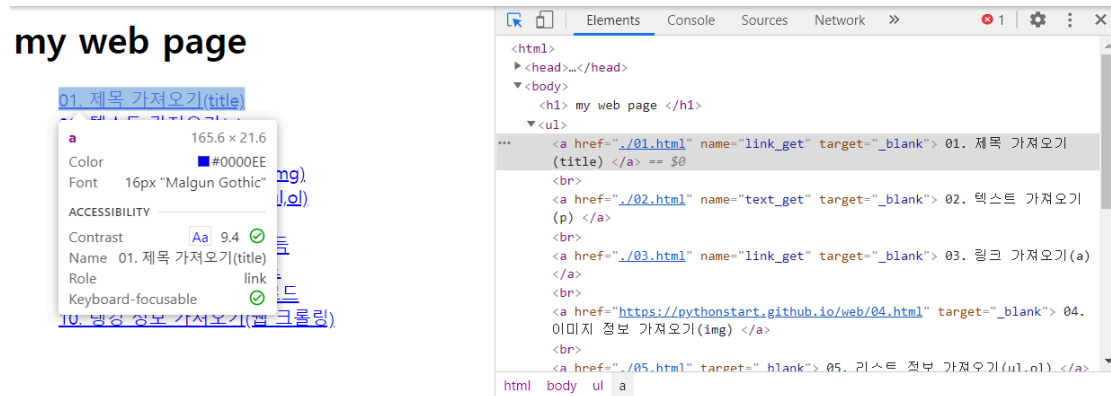 my web page
01. 제목 가져오기(title)
a 165.6 × 21.6
Color #0000EE
Font 16px "Malgun Gothic"
ACCESSIBILITY
Contrast Aa 9.4
Name 01. 제목 가져오기(title)
Role link
Keyboard-focusable
mg)
l,ol)
드
10. 랭킹 정보 가져오기(웹 크롤링)
Elements Console Sources Network » 1
<html>
<head>…</head>
<body>
<h1> my web page </h1>
<ul>
… <a href="./01.html" name="link_get" target="_blank"> 01. 제목 가져오기
(title) </a> == $0
<br>
<a href="./02.html" name="text_get" target="_blank"> 02. 텍스트 가져오기
(p) </a>
<br>
<a href="./03.html" name="link_get" target="_blank"> 03. 링크 가져오기(a)
</a>
<br>
<a href="https://pythonstart.github.io/web/04.html" target="_blank"> 04.
이미지 정보 가져오기(img) </a>
<br>
<a href="./05.html" target="_blank"> 05. 리스트 정보 가져오기(ul,ol) </a>
html body ul a